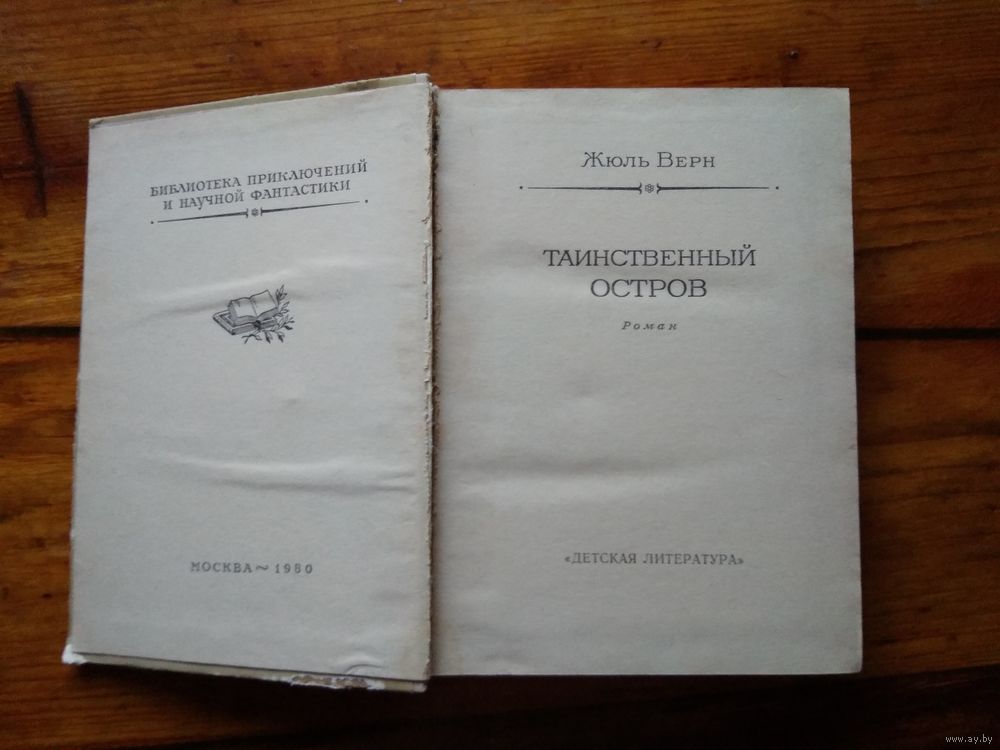 БИБЛИОТЕКА ПРИКЛЮЧЕНИЙ
И НАУЧНОЙ ФАНТАСТИКИ
МОСКВА ~ 1980
ЖЮЛЬ ВЕРН
ТАИНСТВЕННЫЙ
ОСТРОВ
Роман
«ДЕТСКАЯ ЛИТЕРАТУРА»
www.ay.by